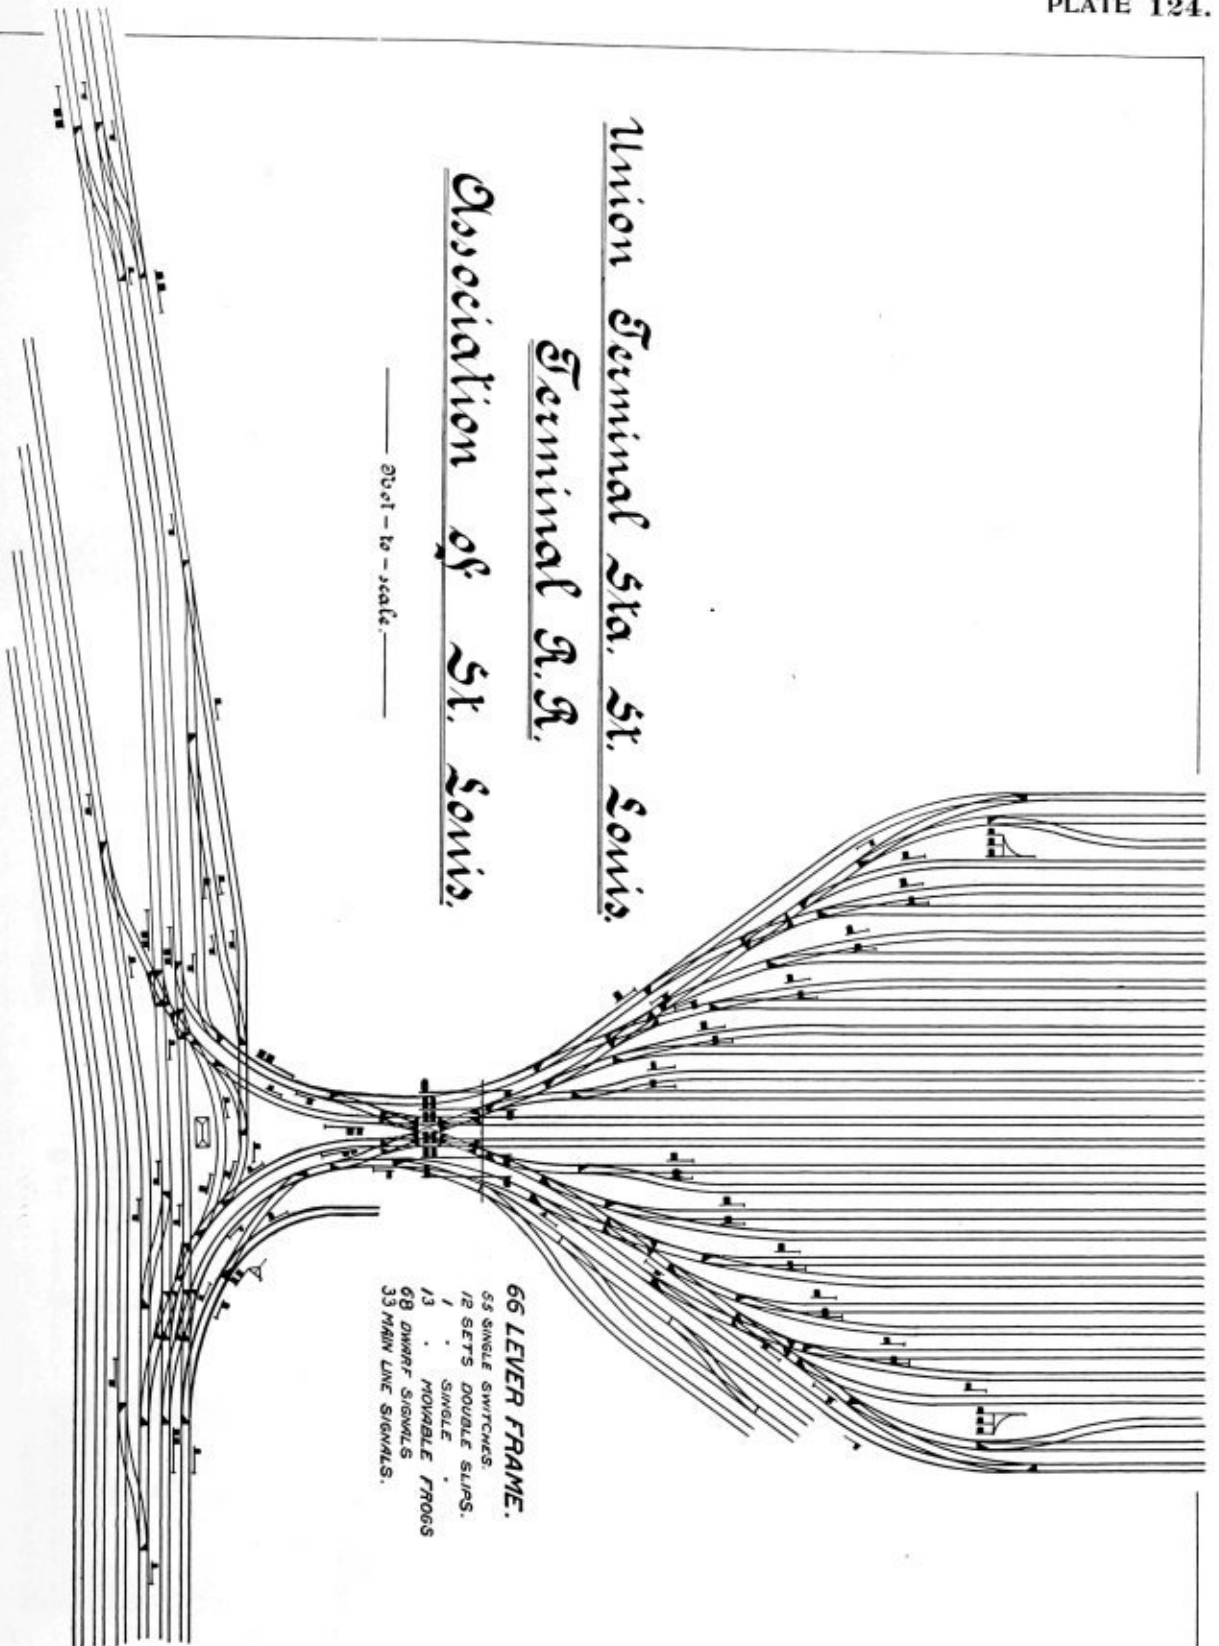 PLATE 124.
Union Terminal Sta. St. Louis.
Terminal R.R.
Association of St. Louis.
Not-to-scale.
66 LEVER FRAME.
55 SINGLE SWITCHES.
12 SETS DOUBLE SLIPS.
1 " SINGLE "
13 " MOVABLE FROGS
68 DWARF SIGNALS
33 MAIN LINE SIGNALS.